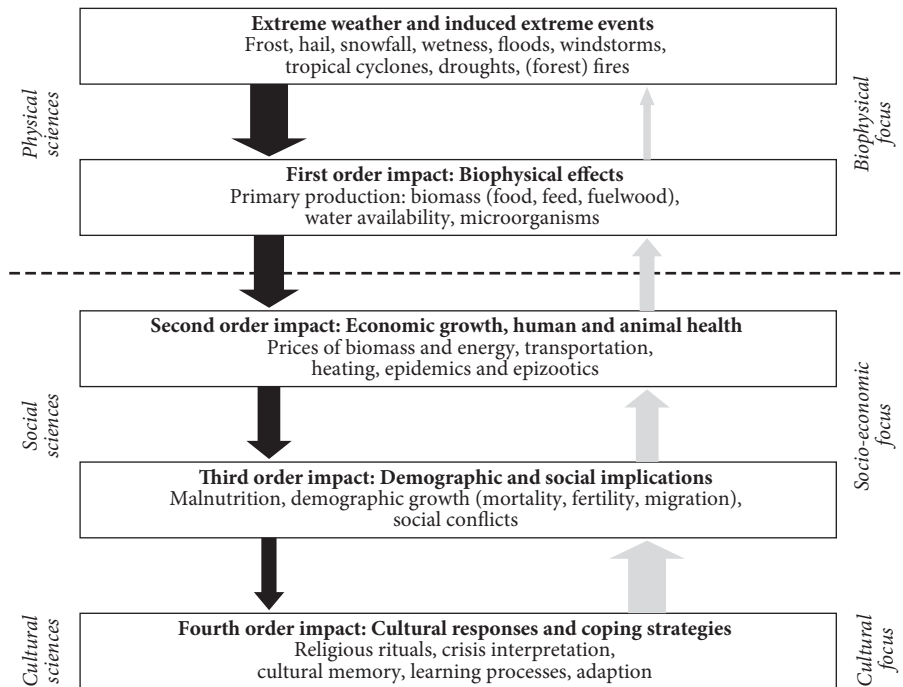 Extreme weather and induced extreme events
Frost, hail, snowfall, wetness, floods, windstorms,
tropical cyclones, droughts, (forest) fires
Physical
sciences
Biophysical
focus
First order impact: Biophysical effects
Primary production: biomass (food, feed, fuelwood),
water availability, microorganisms
Second order impact: Economic growth, human and animal health
Prices of biomass and energy, transportation,
heating, epidemics and epizootics
Social
sciences
Socio-economic
focus
Third order impact: Demographic and social implications
Malnutrition, demographic growth (mortality, fertility, migration),
social conflicts
Cultural
sciences
Cultural
focus
Fourth order impact: Cultural responses and coping strategies
Religious rituals, crisis interpretation,
cultural memory, learning processes, adaption